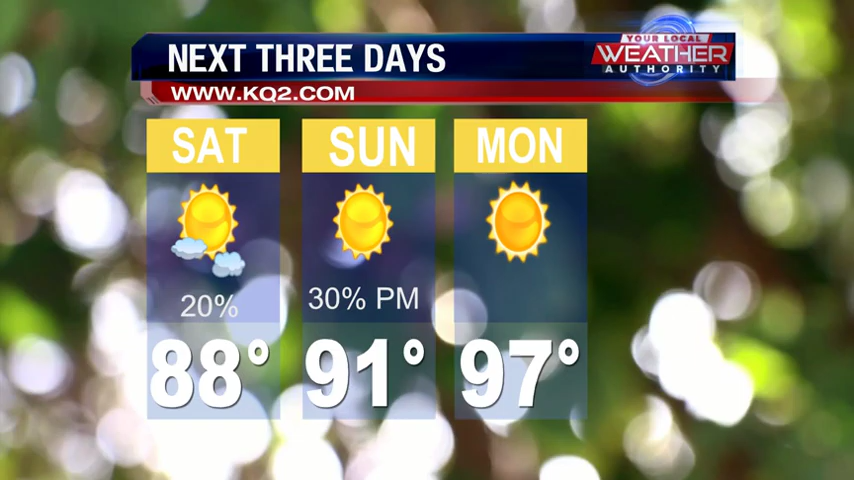 NEXT THREE DAYS
YOUR LOCAL
WEATHER
AUTHORITY
WWW.KQ2.COM
SAT SUN MON
20% 30% PM
88° 91° 97°